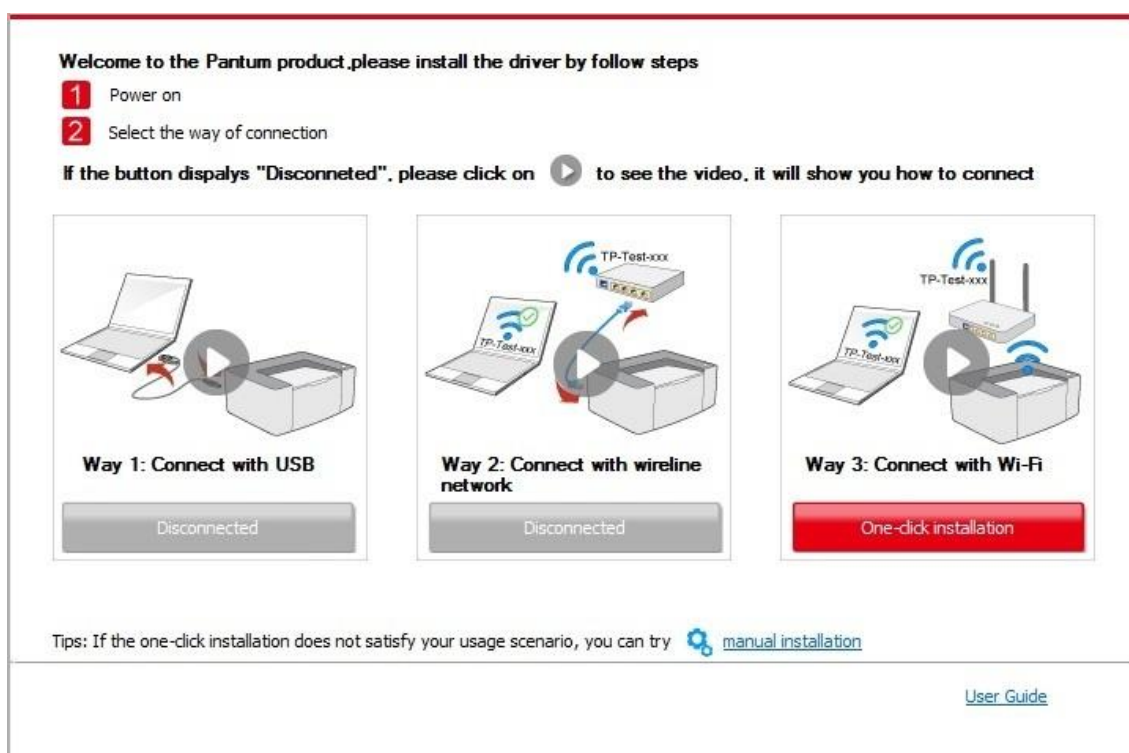 Welcome to the Pantum product,please install the driver by follow steps
1 Power on
2 Select the way of connection
If the button dispalys "Disconneted", please click on to see the video, it will show you how to connect
TP-Test-xxx
TP-Test-xxx
TP-Test-xxx
TP-Test-xxx
Way 1: Connect with USB
Way 2: Connect with wireline
network
Way 3: Connect with Wi-Fi
Disconnected
Disconnected
One-click installation
Tips: If the one-click installation does not satisfy your usage scenario, you can try manual installation
User Guide